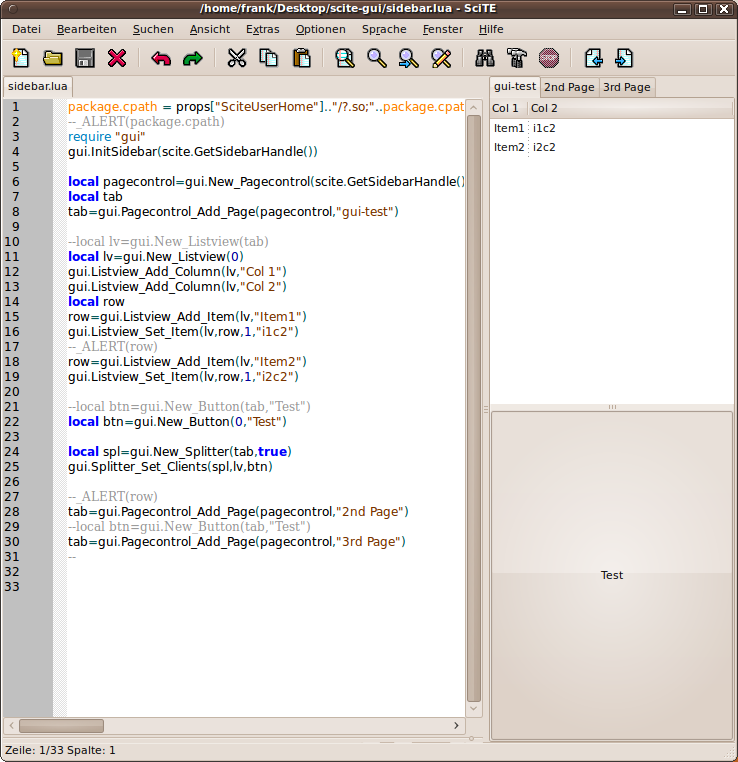 /home/frank/Desktop/scite-gui/sidebar.lua - SciTE
Datei Bearbeiten Suchen Ansicht Extras Optionen Sprache Fenster Hilfe
sidebar.lua
1 package.cpath = props["SciteUserHome"].."/?.so;"..package.cpat
2 --_ALERT(package.cpath)
3 require "gui"
4 gui.InitSidebar(scite.GetSidebarHandle())
5
6 local pagecontrol=gui.New_Pagecontrol(scite.GetSidebarHandle()
7 local tab
8 tab=gui.Pagecontrol_Add_Page(pagecontrol,"gui-test")
9
10 --local lv=gui.New_Listview(tab)
11 local lv=gui.New_Listview(0)
12 gui.Listview_Add_Column(lv,"Col 1")
13 gui.Listview_Add_Column(lv,"Col 2")
14 local row
15 row=gui.Listview_Add_Item(lv,"Item1")
16 gui.Listview_Set_Item(lv,row,1,"i1c2")
17 --_ALERT(row)
18 row=gui.Listview_Add_Item(lv,"Item2")
19 gui.Listview_Set_Item(lv,row,1,"i2c2")
20
21 --local btn=gui.New_Button(tab,"Test")
22 local btn=gui.New_Button(0,"Test")
23
24 local spl=gui.New_Splitter(tab,true)
25 gui.Splitter_Set_Clients(spl,lv,btn)
26
27 --_ALERT(row)
28 tab=gui.Pagecontrol_Add_Page(pagecontrol,"2nd Page")
29 --local btn=gui.New_Button(tab,"Test")
30 tab=gui.Pagecontrol_Add_Page(pagecontrol,"3rd Page")
31 --
32
33
gui-test 2nd Page 3rd Page
Col 1 Col 2
Item1 i1c2
Item2 i2c2
Test
Zeile: 1/33 Spalte: 1